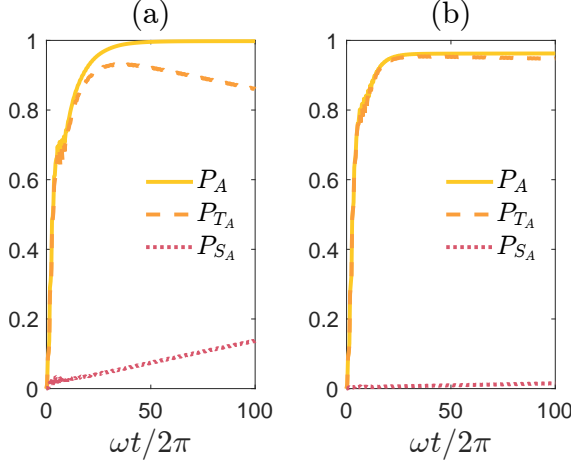 (a)
1
0.8
0.6
0.4
0.2
0
P_A
P_{T_A}
P_{S_A}
0 50 100
ωt/2π
(b)
1
0.8
0.6
0.4
0.2
0
P_A
P_{T_A}
P_{S_A}
0 50 100
ωt/2π